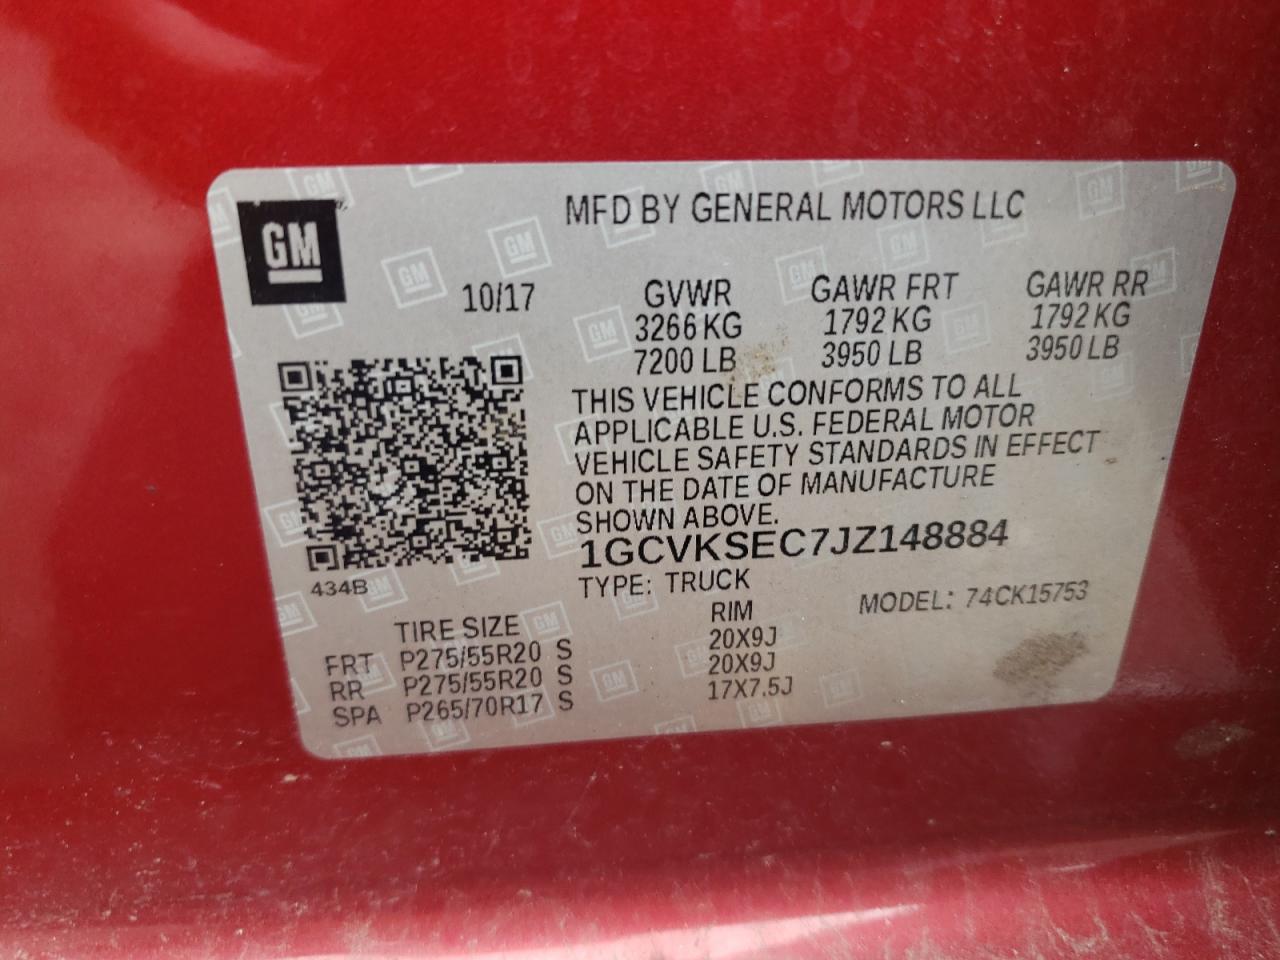 GM
MFD BY GENERAL MOTORS LLC
10/17
GVWR GAWR FRT GAWR RR
3266 KG 1792 KG 1792 KG
7200 LB 3950 LB 3950 LB
THIS VEHICLE CONFORMS TO ALL
APPLICABLE U.S. FEDERAL MOTOR
VEHICLE SAFETY STANDARDS IN EFFECT
ON THE DATE OF MANUFACTURE
SHOWN ABOVE.
1GCVKSEC7JZ148884
434B
TYPE: TRUCK
MODEL: 74CK15753
TIRE SIZE RIM
FRT P275/55R20 S 20X9J
RR P275/55R20 S 20X9J
SPA P265/70R17 S 17X7.5J